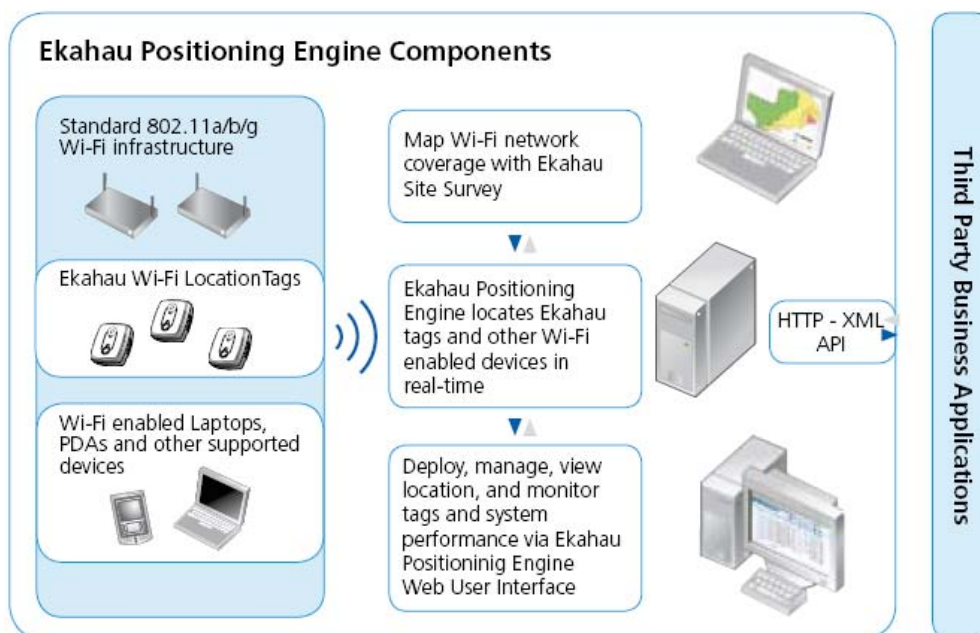 Ekahau Positioning Engine Components
Standard 802.11a/b/g
Wi-Fi infrastructure
Ekahau Wi-Fi LocationTags
Wi-Fi enabled Laptops,
PDAs and other supported
devices
Map Wi-Fi network
coverage with Ekahau
Site Survey
Ekahau Positioning
Engine locates Ekahau
tags and other Wi-Fi
enabled devices in
real-time
Deploy, manage, view
location, and monitor
tags and system
performance via Ekahau
Positioninig Engine
Web User Interface
HTTP - XML
API
Third Party Business Applications